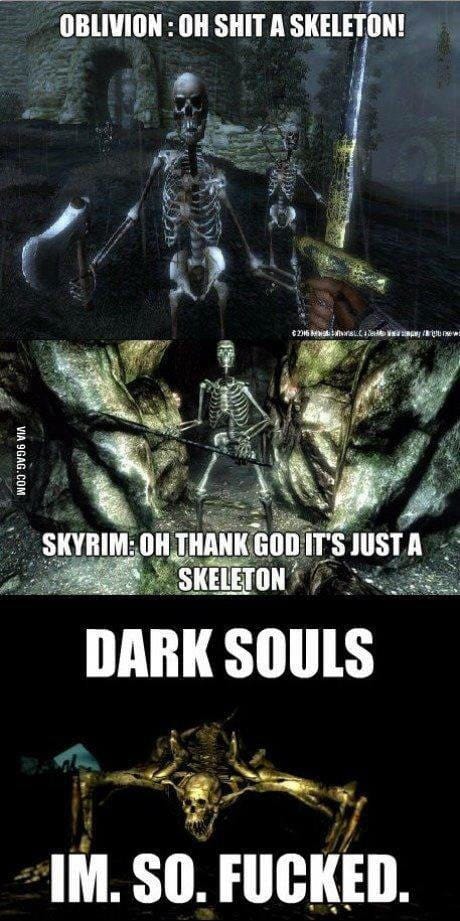 OBLIVION : OH SHIT A SKELETON!
VIA 9GAG.COM
SKYRIM: OH THANK GOD IT'S JUST A
SKELETON
DARK SOULS
IM. SO. FUCKED.